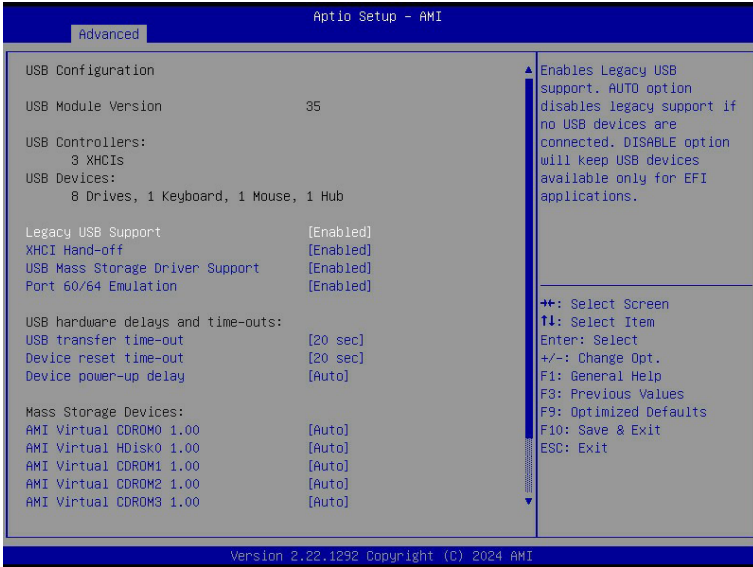 Aptio Setup – AMI
Advanced
USB Configuration
USB Module Version 35
USB Controllers:
3 XHCIs
USB Devices:
8 Drives, 1 Keyboard, 1 Mouse, 1 Hub
Legacy USB Support [Enabled]
XHCI Hand-off [Enabled]
USB Mass Storage Driver Support [Enabled]
Port 60/64 Emulation [Enabled]
USB hardware delays and time-outs:
USB transfer time-out [20 sec]
Device reset time-out [20 sec]
Device power-up delay [Auto]
Mass Storage Devices:
AMI Virtual CDROM0 1.00 [Auto]
AMI Virtual HDisk0 1.00 [Auto]
AMI Virtual CDROM1 1.00 [Auto]
AMI Virtual CDROM2 1.00 [Auto]
AMI Virtual CDROM3 1.00 [Auto]
Enables Legacy USB
support. AUTO option
disables legacy support if
no USB devices are
connected. DISABLE option
will keep USB devices
available only for EFI
applications.
→←: Select Screen
↑↓: Select Item
Enter: Select
+/-: Change Opt.
F1: General Help
F3: Previous Values
F9: Optimized Defaults
F10: Save & Exit
ESC: Exit
Version 2.22.1292 Copyright (C) 2024 AMI